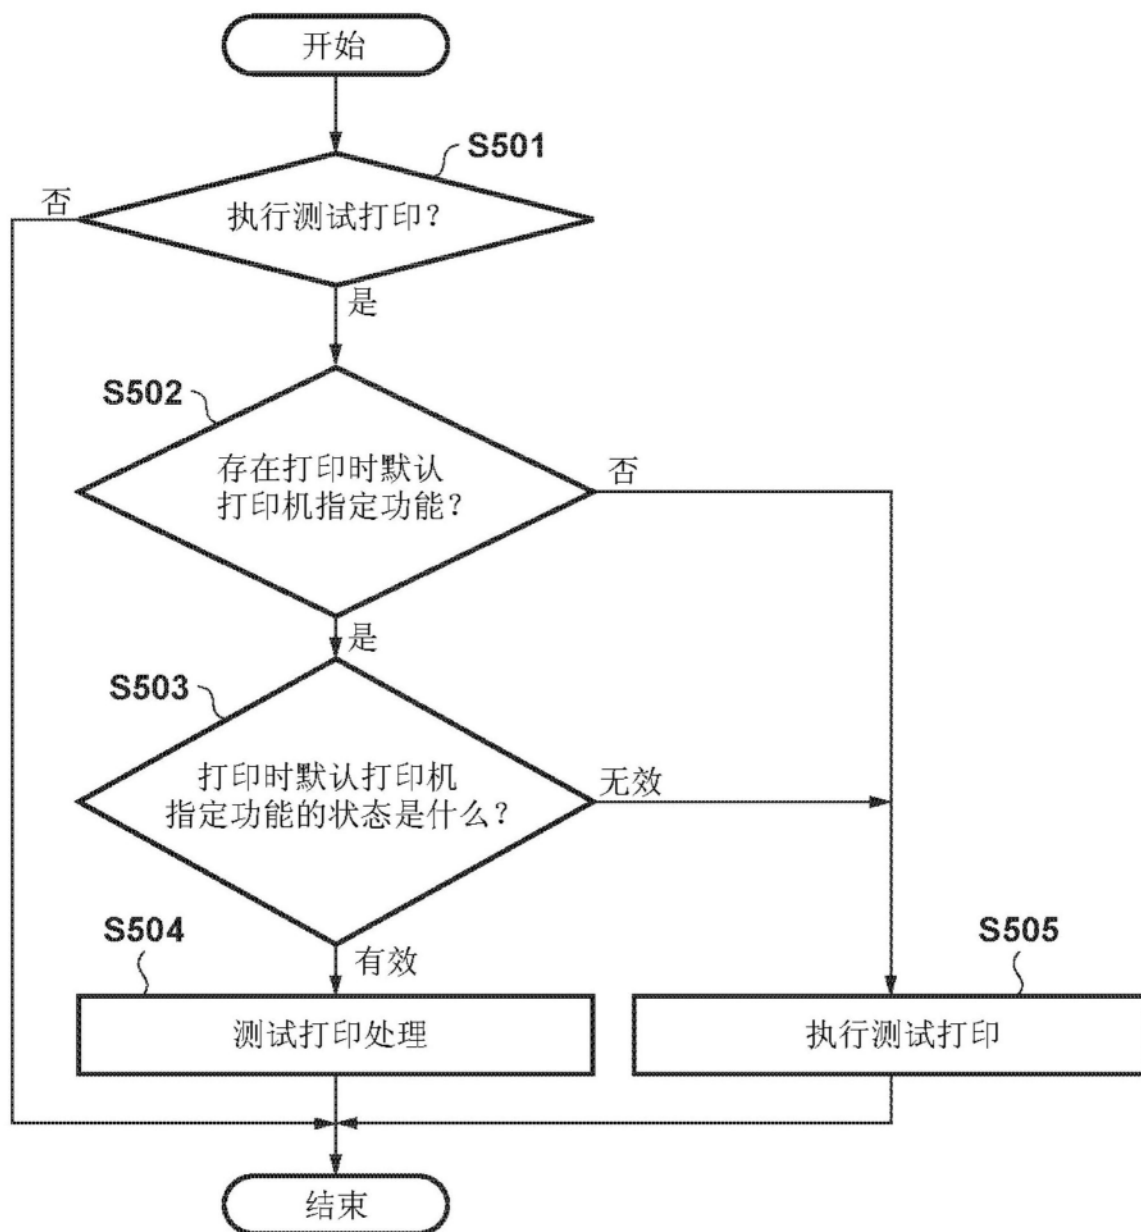 开始
S501
否
执行测试打印?
是
S502
存在打印时默认
打印机指定功能?
否
是
S503
打印时默认打印机
指定功能的状态是什么?
无效
S504
有效
S505
测试打印处理
执行测试打印
结束